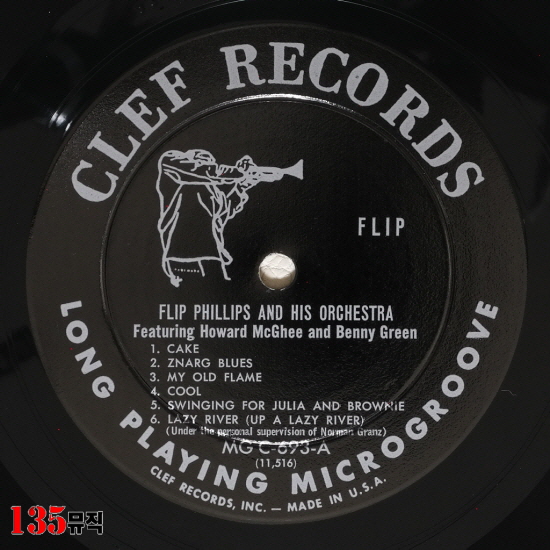 CLEF RECORDS
FLIP
FLIP PHILLIPS AND HIS ORCHESTRA
Featuring Howard McGhee and Benny Green
1. CAKE
2. ZNARG BLUES
3. MY OLD FLAME
4. COOL
5. SWINGING FOR JULIA AND BROWNIE
6. LAZY RIVER (UP A LAZY RIVER)
(Under the personal supervision of Norman Granz)
MG C-693-A
(11,516)
LONG PLAYING MICROGROOVE
CLEF RECORDS, INC. — MADE IN U.S.A.
135뮤직